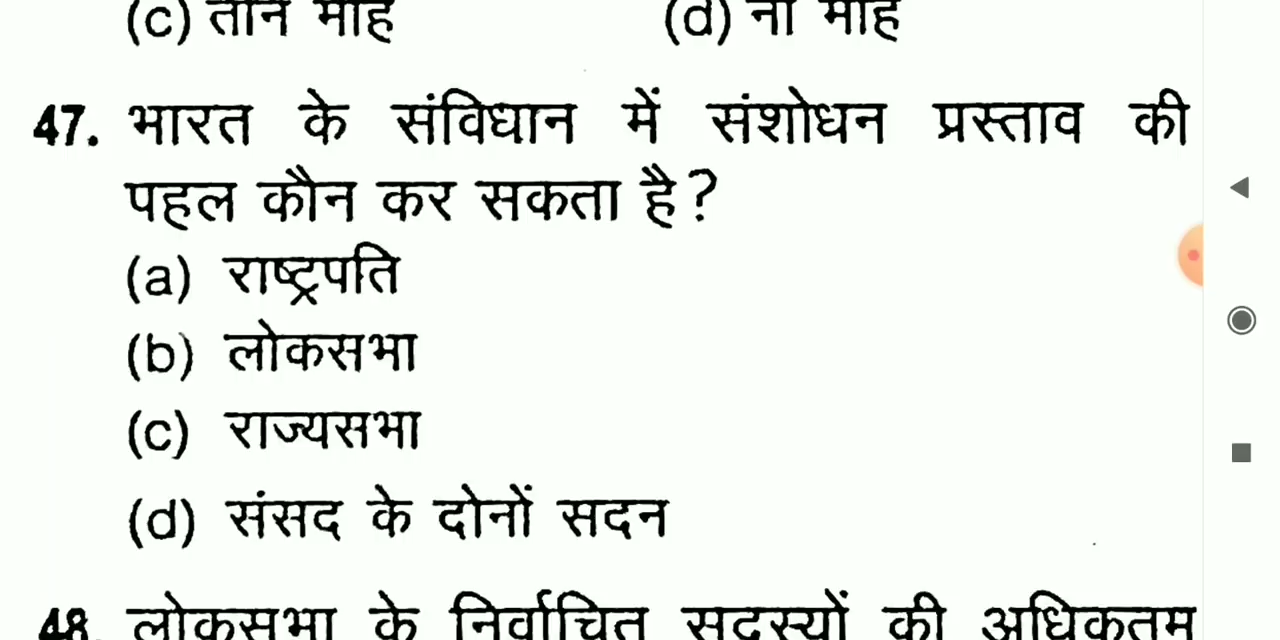 (c) तीन माह (d) नौ माह
47. भारत के संविधान में संशोधन प्रस्ताव की
पहल कौन कर सकता है?
(a) राष्ट्रपति
(b) लोकसभा
(c) राज्यसभा
(d) संसद के दोनों सदन
48. लोकसभा के निर्वाचित सदस्यों की अधिकतम